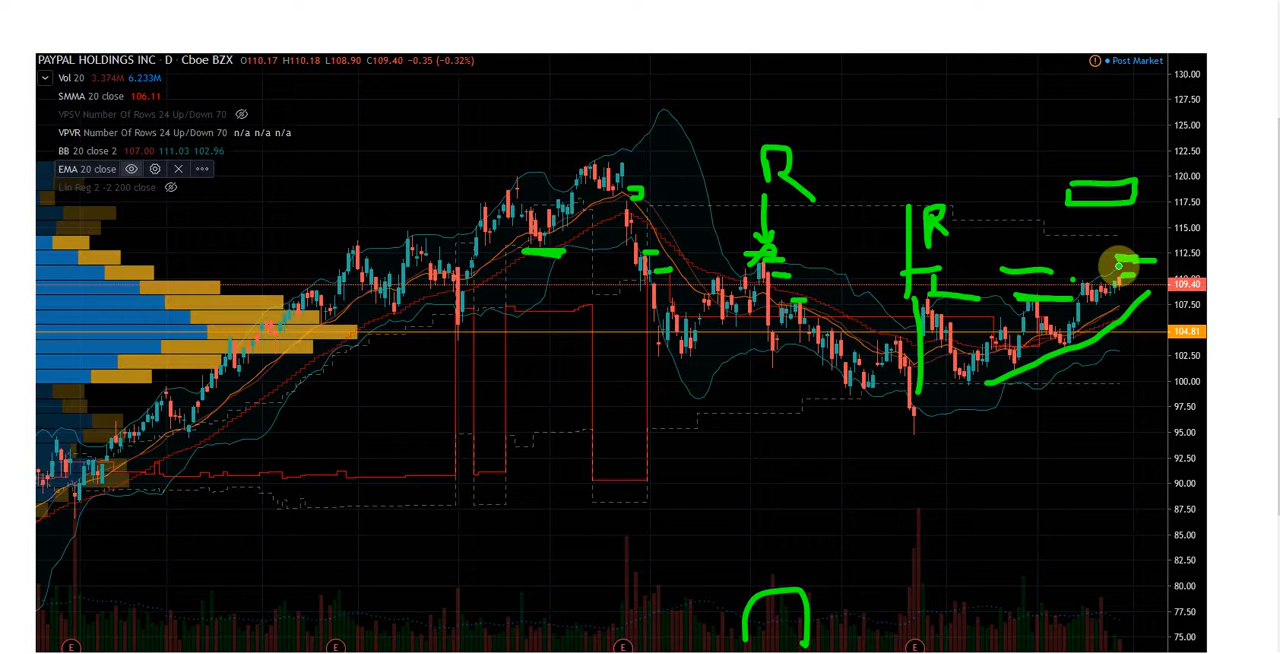 PAYPAL HOLDINGS INC · D · Cboe BZX O110.17 H110.18 L108.90 C109.40 -0.35 (-0.32%)
Post Market
Vol 20 3.374M 6.233M
SMMA 20 close 106.11
VPSV Number Of Rows 24 Up/Down 70
VPVR Number Of Rows 24 Up/Down 70 n/a n/a n/a
BB 20 close 2 107.00 111.03 102.96
EMA 20 close
Lin Reg 2 -2 200 close
130.00
127.50
125.00
122.50
120.00
117.50
115.00
112.50
110.00
109.40
107.50
104.81
102.50
100.00
97.50
95.00
92.50
90.00
87.50
85.00
82.50
80.00
77.50
75.00
R
R
E
E
E
E